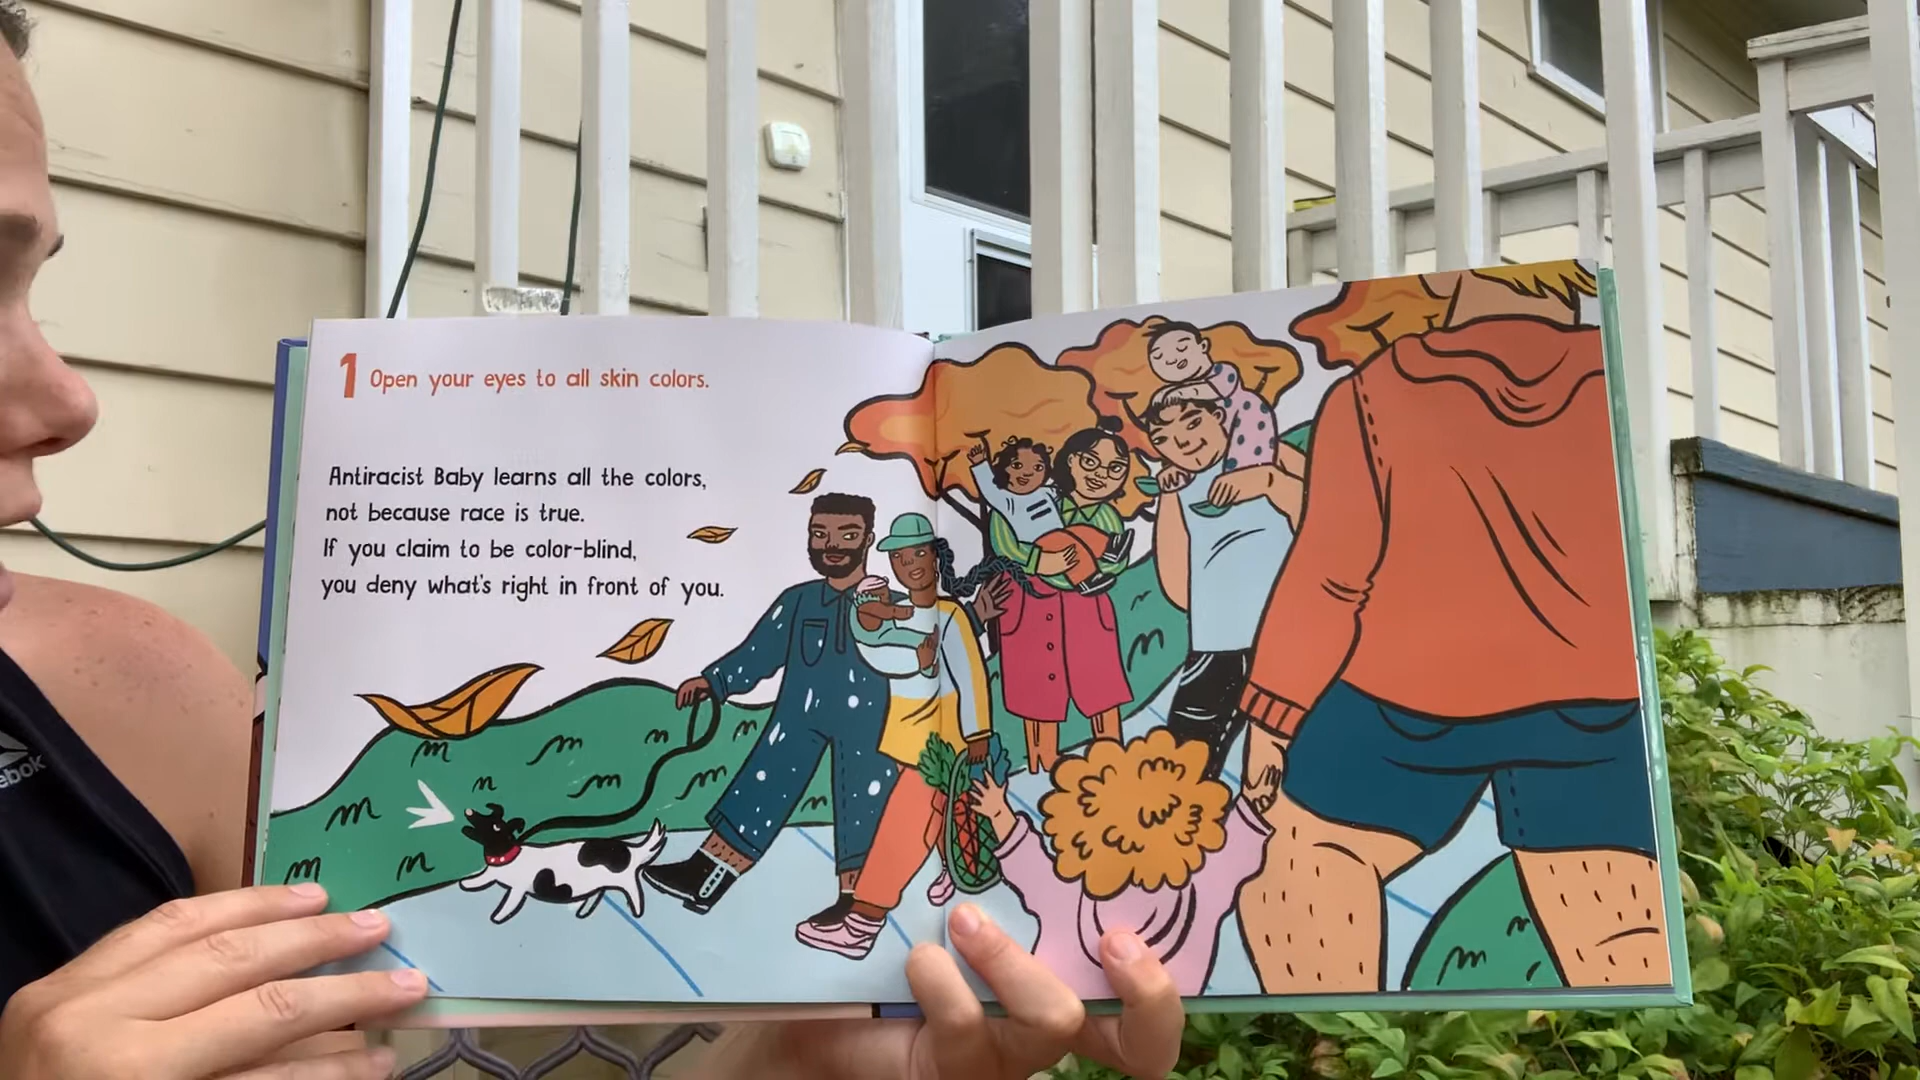 1 Open your eyes to all skin colors.
Antiracist Baby learns all the colors,
not because race is true.
If you claim to be color-blind,
you deny what's right in front of you.
ebok